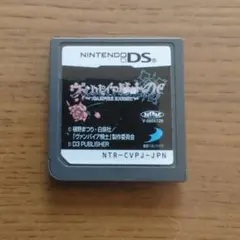 NINTENDO DS
ヴァンパイア騎士DS
VAMPIRE KNIGHT
© 樋野まつり・白泉社/
「ヴァンパイア騎士」製作委員会
© D3 PUBLISHER
NTR-CVPJ-JPN